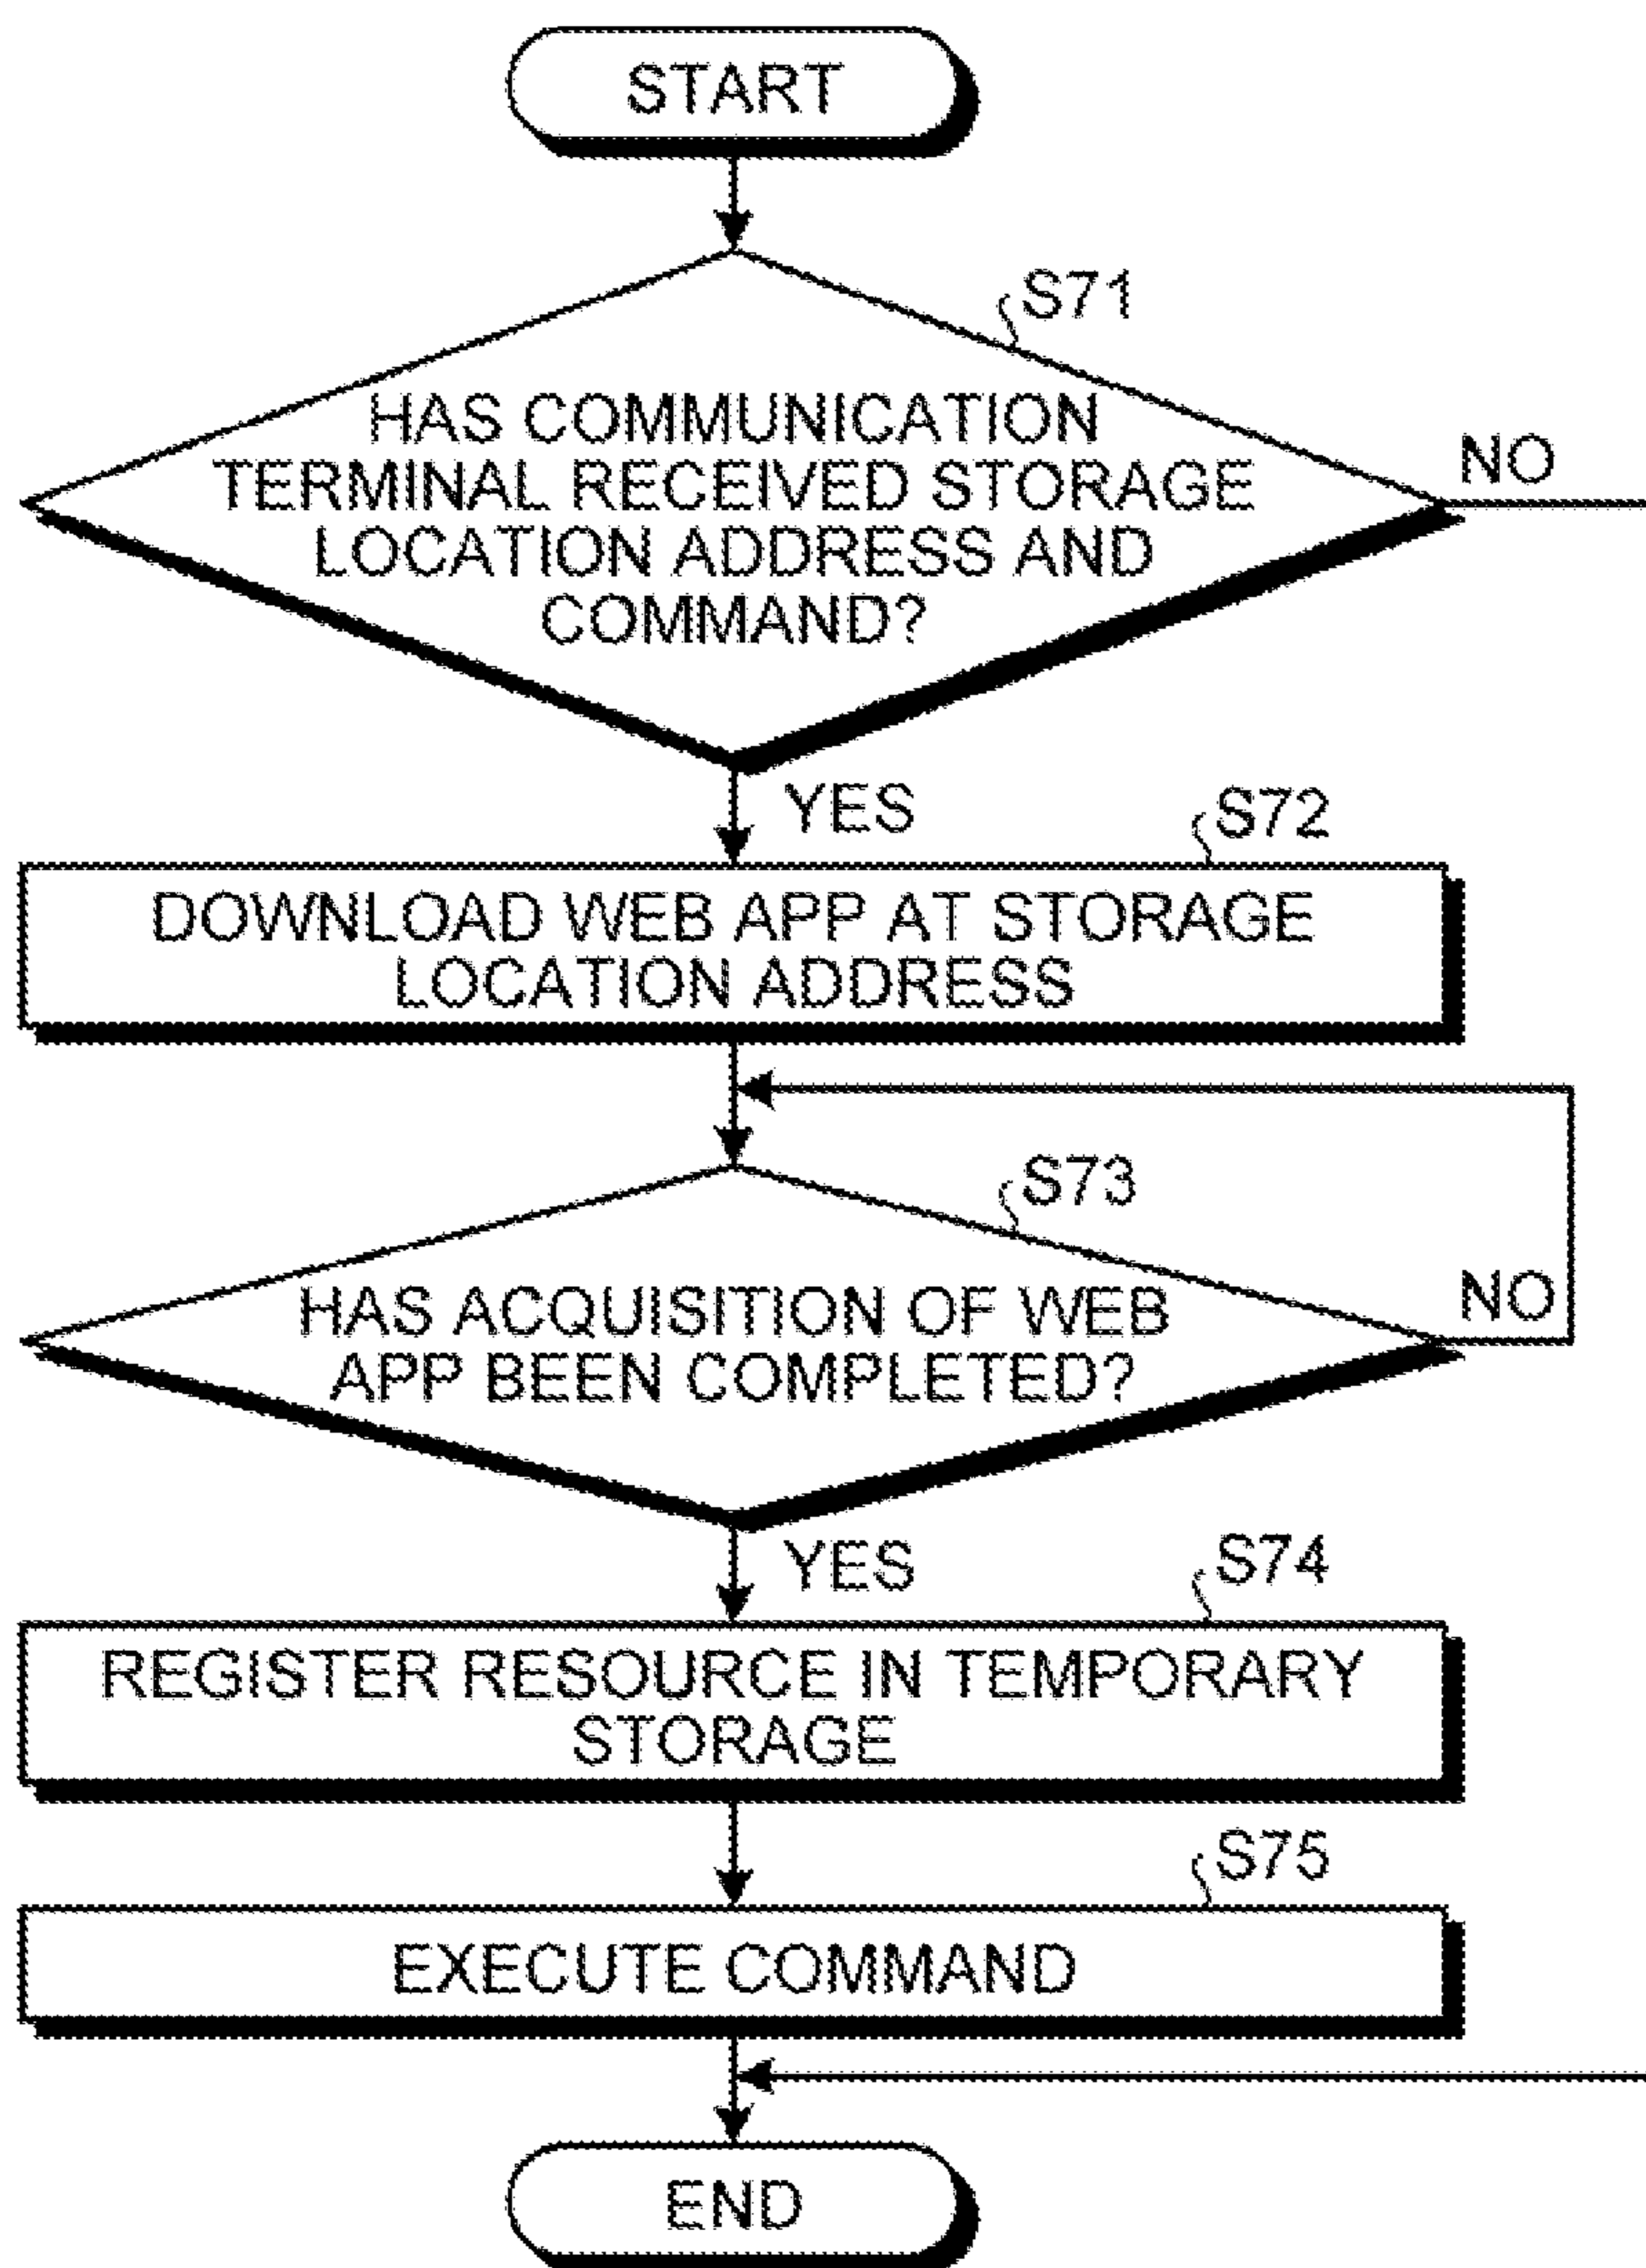 START
S71
HAS COMMUNICATION
TERMINAL RECEIVED STORAGE
LOCATION ADDRESS AND
COMMAND?
NO
YES
S72
DOWNLOAD WEB APP AT STORAGE
LOCATION ADDRESS
S73
HAS ACQUISITION OF WEB
APP BEEN COMPLETED?
NO
YES
S74
REGISTER RESOURCE IN TEMPORARY
STORAGE
S75
EXECUTE COMMAND
END